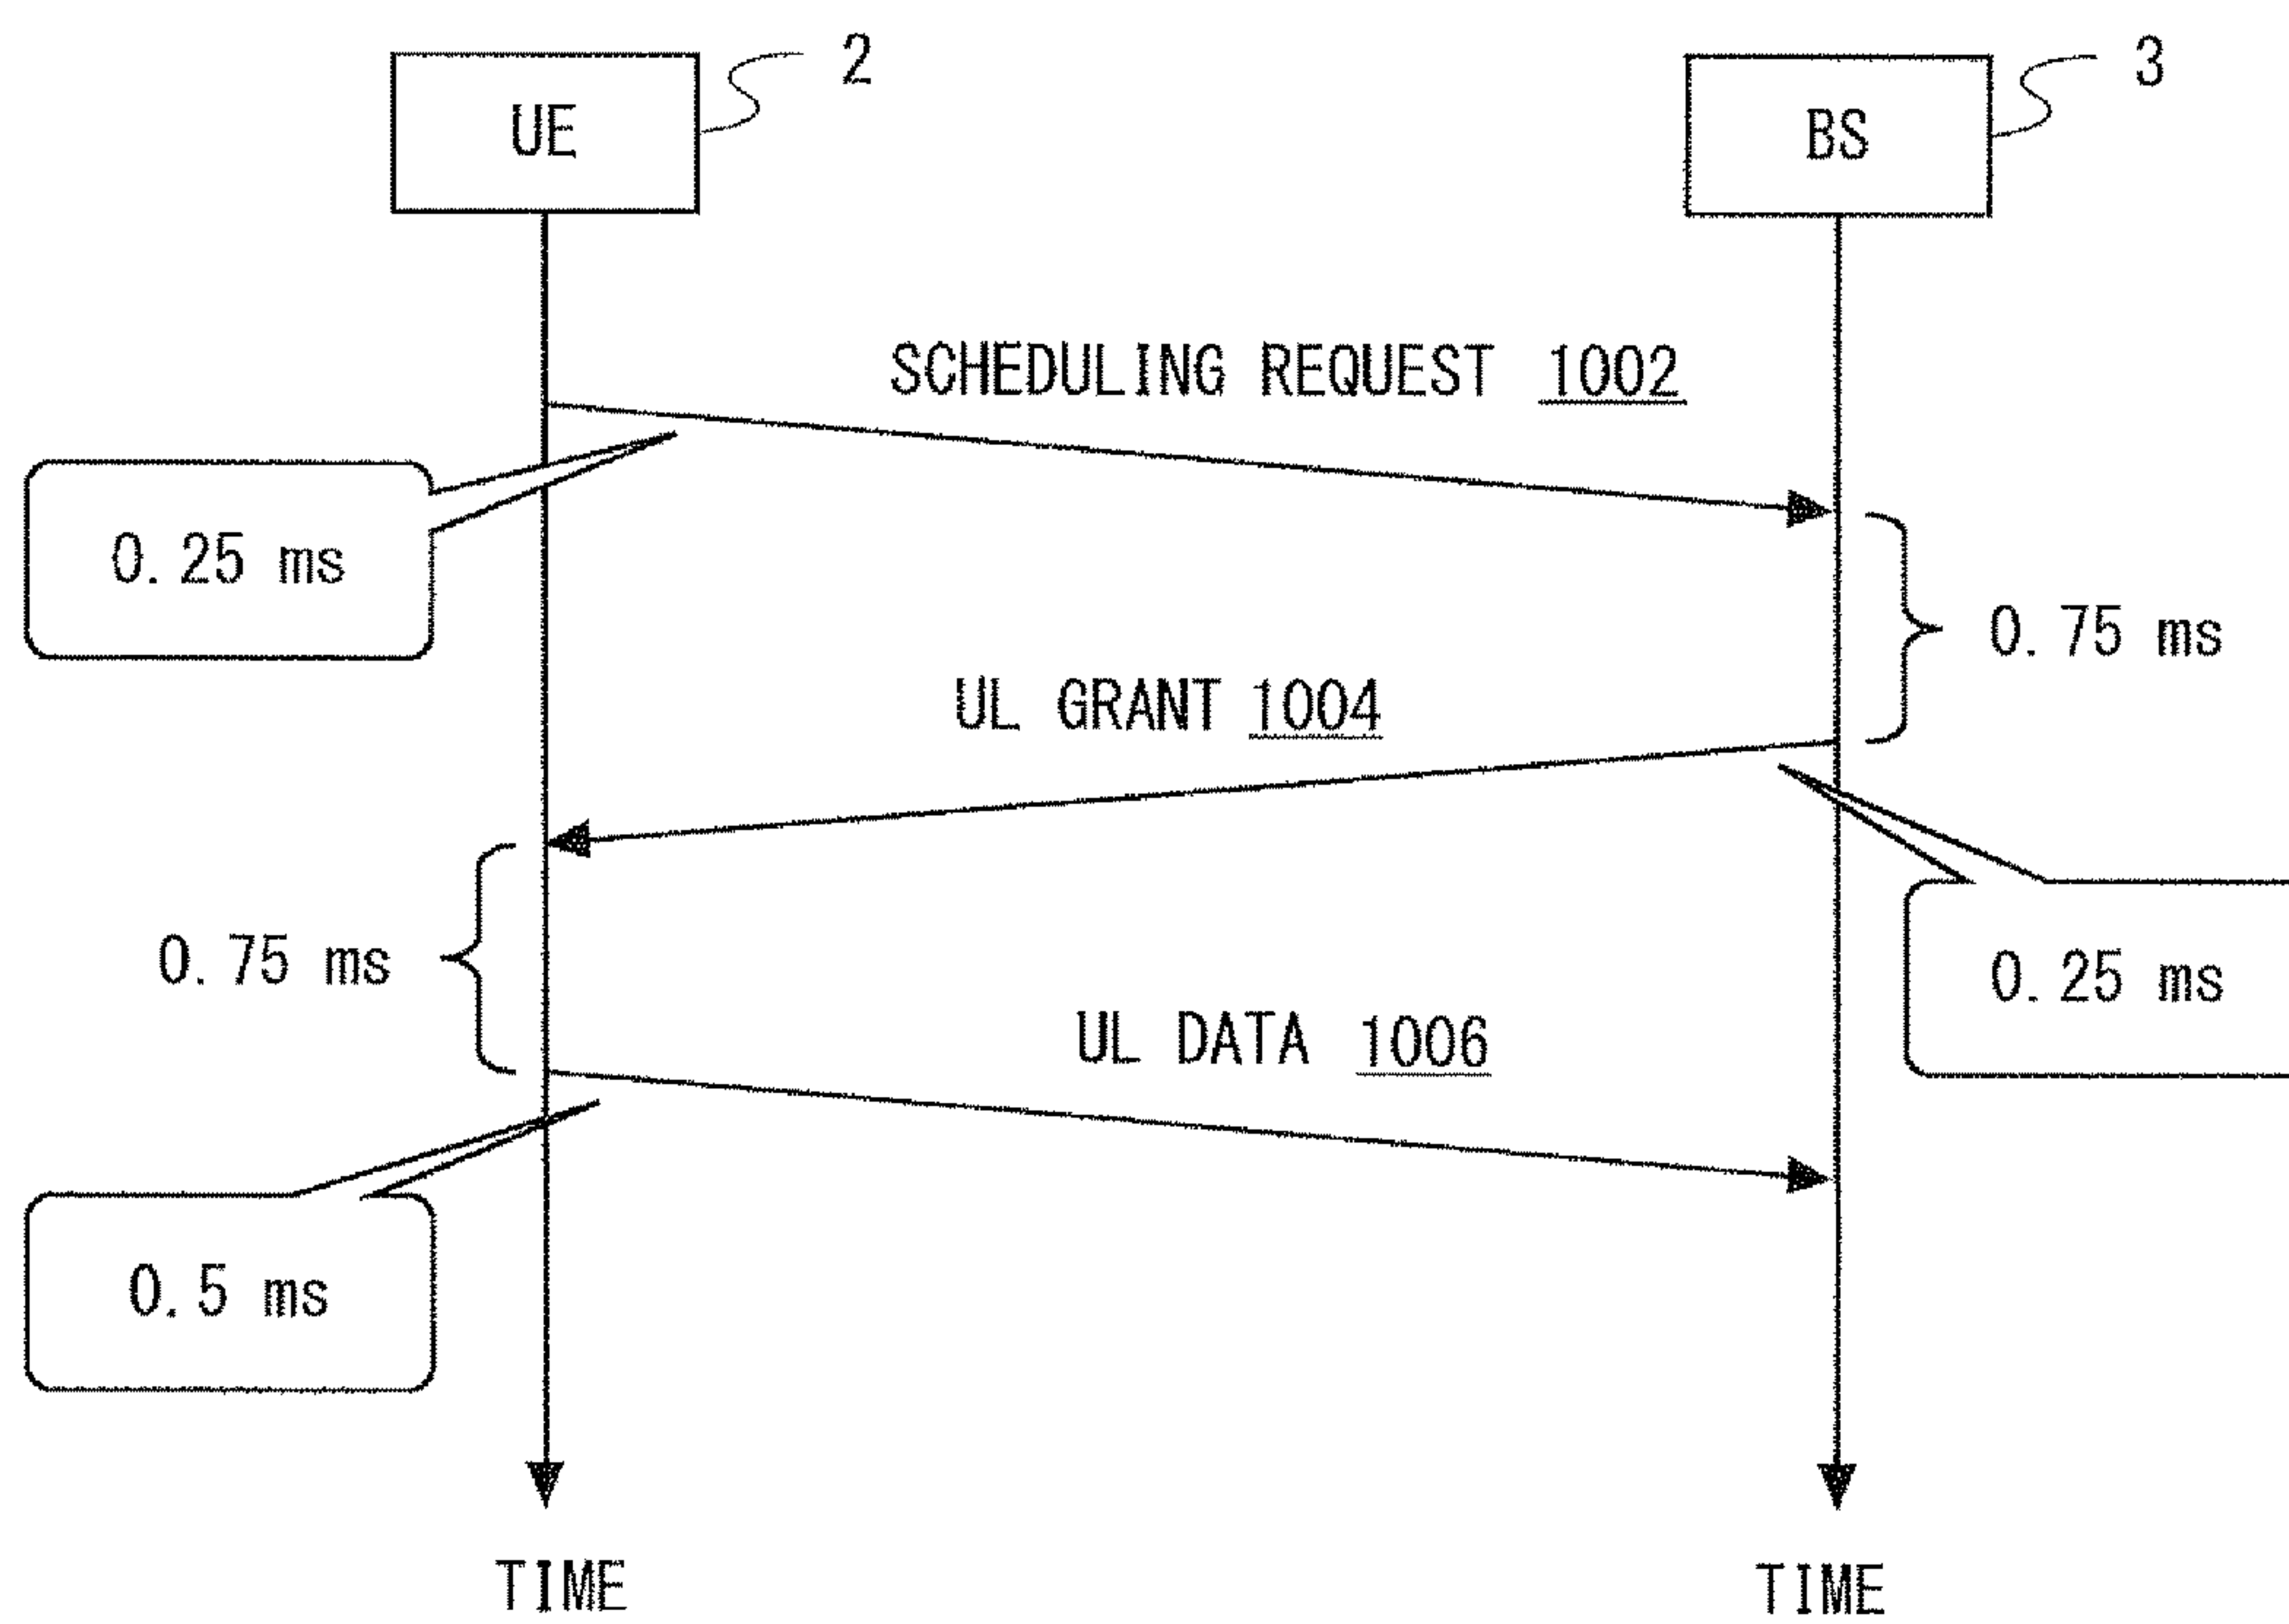 UE
2
BS
3
SCHEDULING REQUEST 1002
0.25 ms
0.75 ms
UL GRANT 1004
0.75 ms
0.25 ms
UL DATA 1006
0.5 ms
TIME
TIME